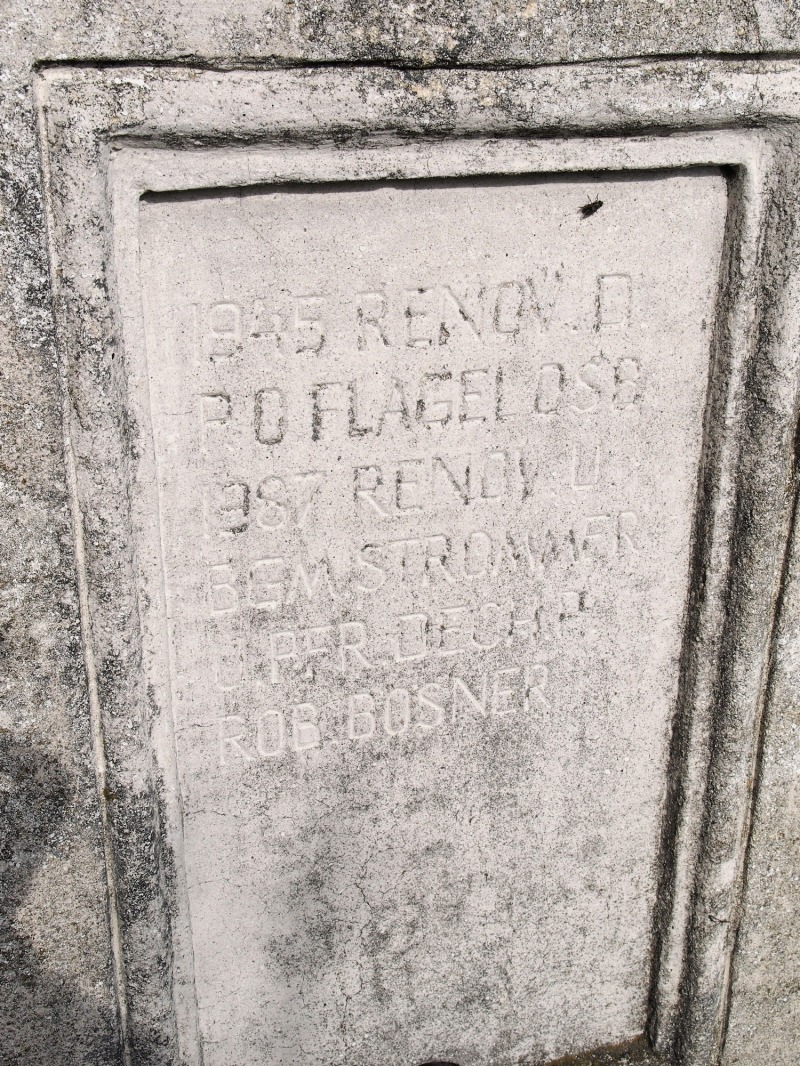 1945 RENOV. D.
P. O. FLAGEL OSB
1987 RENOV. U.
BGM. STROMMER
U. PFR. DECH. P.
ROB. BOSNER